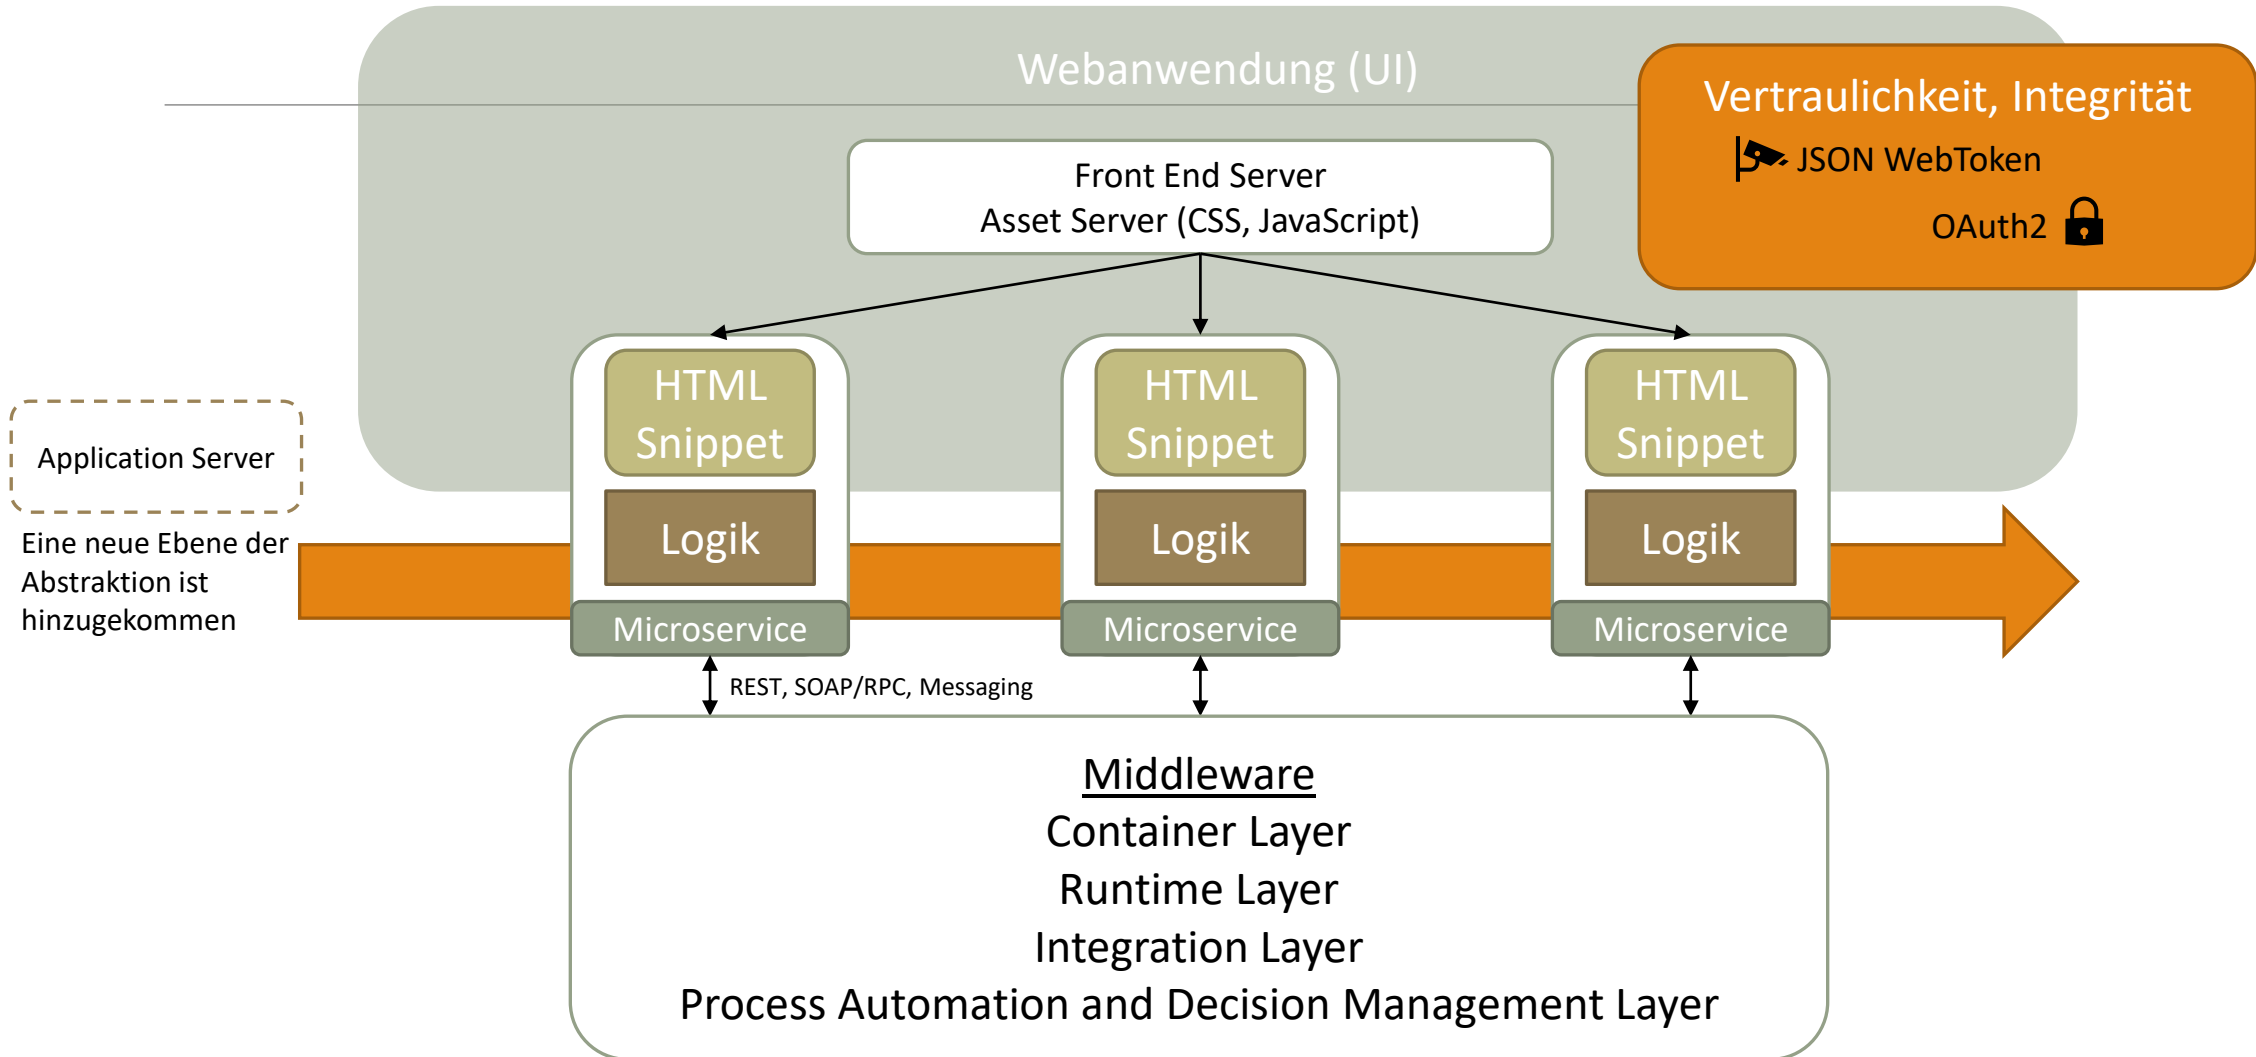 Webanwendung (UI)
Vertraulichkeit, Integrität
JSON WebToken
OAuth2
Front End Server
Asset Server (CSS, JavaScript)
HTML
Snippet
HTML
Snippet
HTML
Snippet
Application Server
Logik
Logik
Logik
Eine neue Ebene der
Abstraktion ist
hinzugekommen
Microservice
Microservice
Microservice
REST, SOAP/RPC, Messaging
Middleware
Container Layer
Runtime Layer
Integration Layer
Process Automation and Decision Management Layer